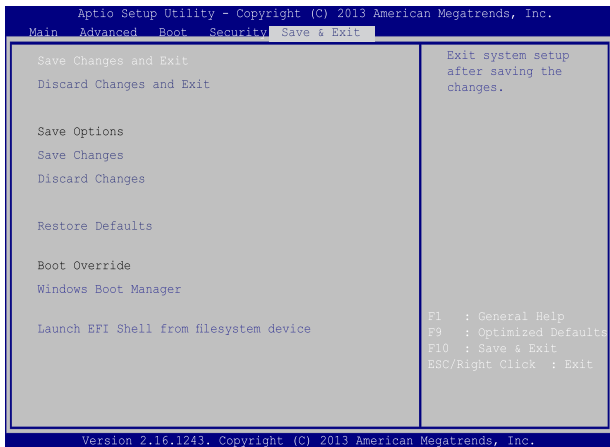 Aptio Setup Utility - Copyright (C) 2013 American Megatrends, Inc.
Main Advanced Boot Security Save & Exit
Save Changes and Exit
Discard Changes and Exit
Save Options
Save Changes
Discard Changes
Restore Defaults
Boot Override
Windows Boot Manager
Launch EFI Shell from filesystem device
Exit system setup
after saving the
changes.
F1 : General Help
F9 : Optimized Defaults
F10 : Save & Exit
ESC/Right Click : Exit
Version 2.16.1243. Copyright (C) 2013 American Megatrends, Inc.